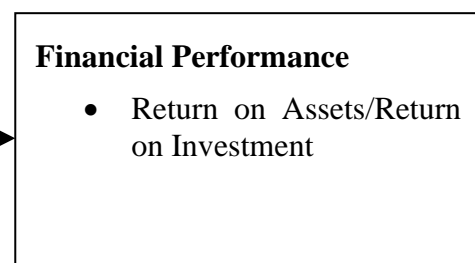 Financial Performance
• Return on Assets/Return
on Investment